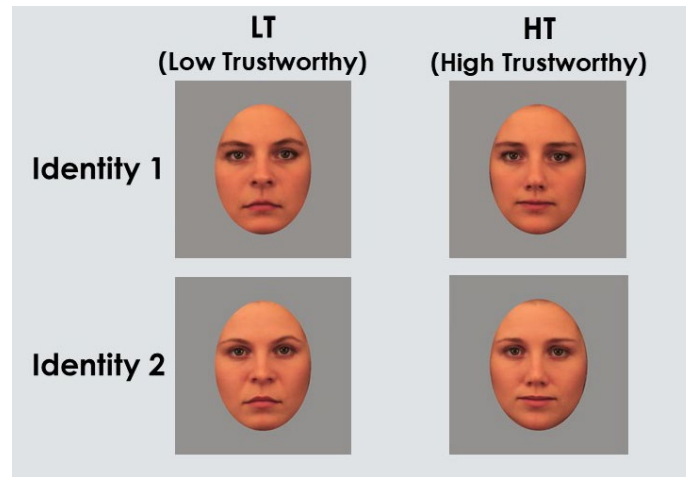 LT
(Low Trustworthy)
HT
(High Trustworthy)
Identity 1
Identity 2